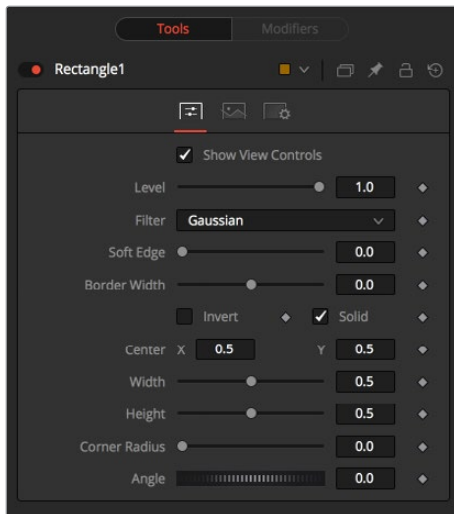 Tools Modifiers
Rectangle1
Show View Controls
Level 1.0
Filter Gaussian
Soft Edge 0.0
Border Width 0.0
Invert Solid
Center X 0.5 Y 0.5
Width 0.5
Height 0.5
Corner Radius 0.0
Angle 0.0